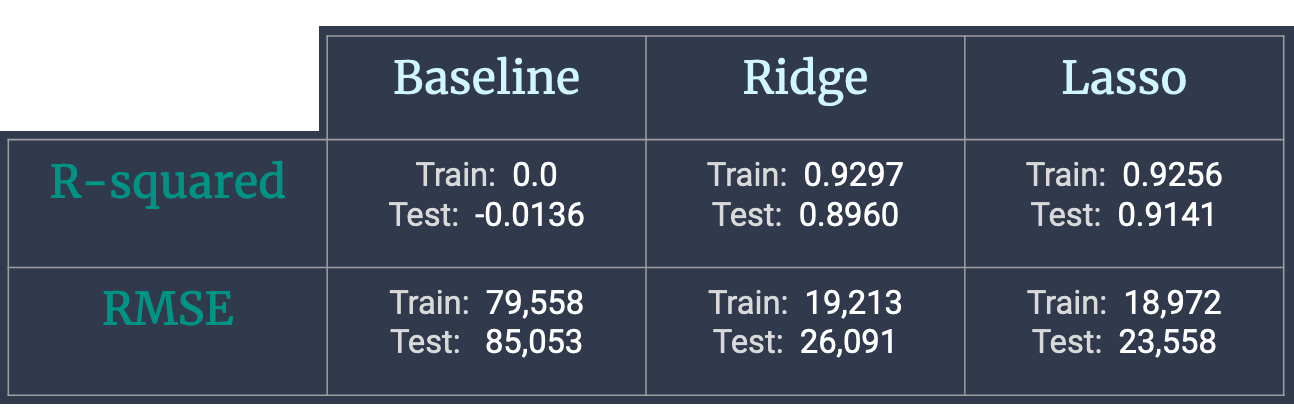 Baseline Ridge Lasso
R-squared
Train: 0.0
Test: -0.0136
Train: 0.9297
Test: 0.8960
Train: 0.9256
Test: 0.9141
RMSE
Train: 79,558
Test: 85,053
Train: 19,213
Test: 26,091
Train: 18,972
Test: 23,558